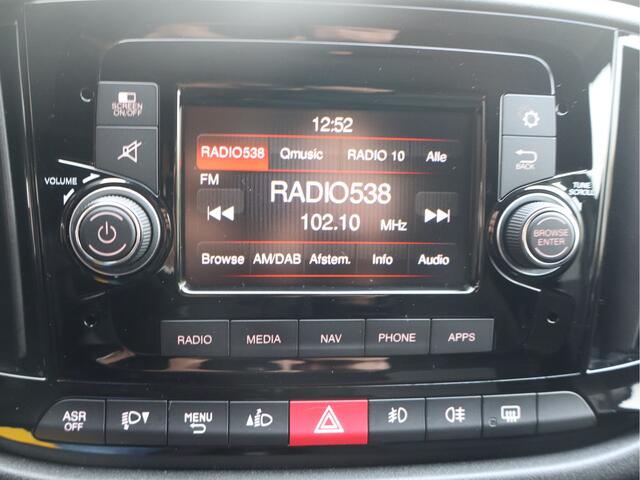 12:52
SCREEN
ON/OFF
RADIO538 Qmusic RADIO 10 Alle
FM
RADIO538
102.10 MHz
Browse AM/DAB Afstem. Info Audio
VOLUME
BACK
TUNE
SCROLL
BROWSE
ENTER
RADIO MEDIA NAV PHONE APPS
ASR
OFF
MENU